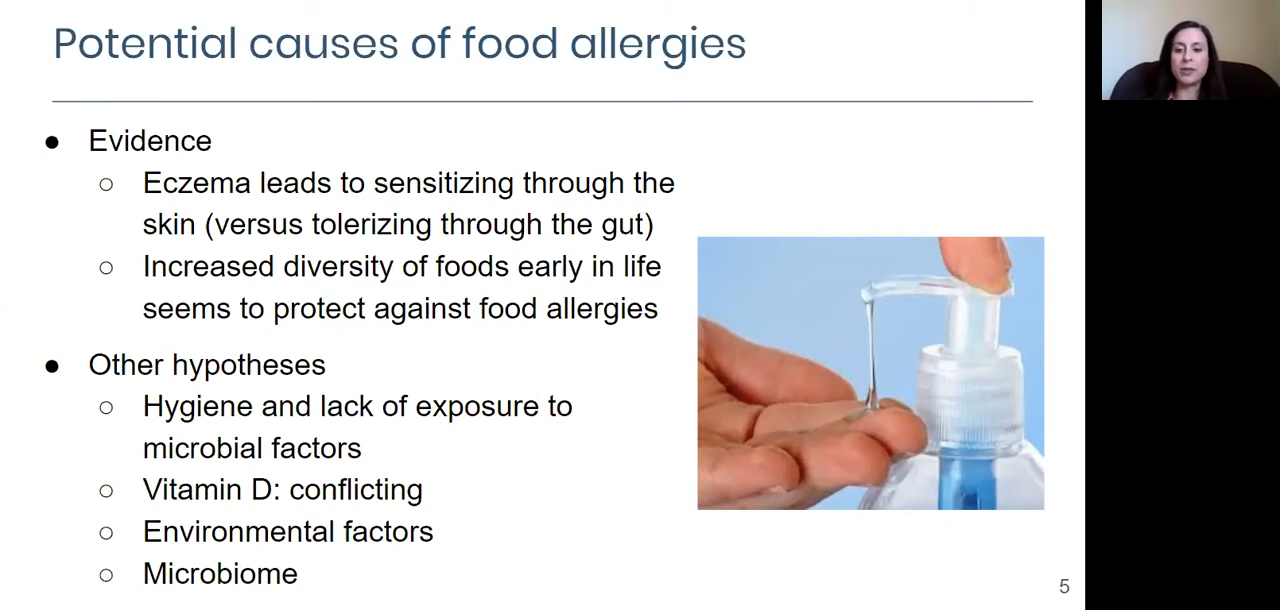 Potential causes of food allergies
● Evidence
○ Eczema leads to sensitizing through the
skin (versus tolerizing through the gut)
○ Increased diversity of foods early in life
seems to protect against food allergies
● Other hypotheses
○ Hygiene and lack of exposure to
microbial factors
○ Vitamin D: conflicting
○ Environmental factors
○ Microbiome
5